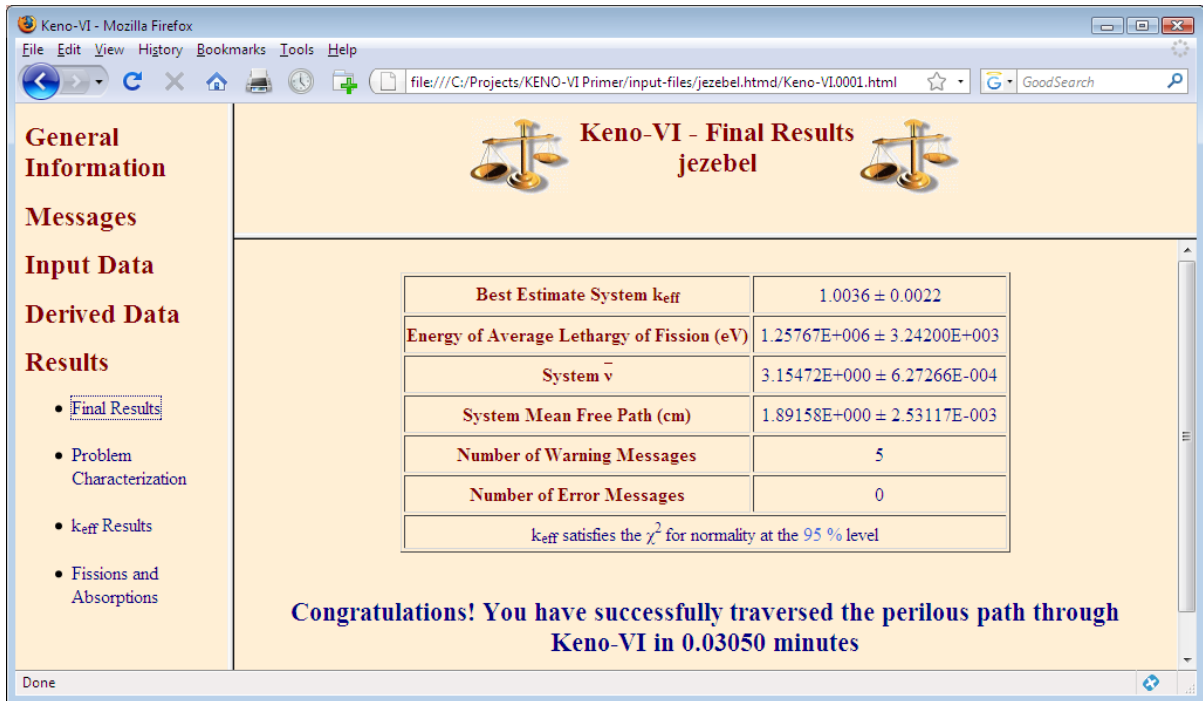 Keno-VI - Mozilla Firefox
File Edit View History Bookmarks Tools Help
file:///C:/Projects/KENO-VI Primer/input-files/jezebel.htmd/Keno-VI.0001.html
G GoodSearch
General
Information
Messages
Input Data
Derived Data
Results
• Final Results
• Problem
Characterization
• keff Results
• Fissions and
Absorptions
Keno-VI - Final Results
jezebel
Best Estimate System keff 1.0036 ± 0.0022
Energy of Average Lethargy of Fission (eV) 1.25767E+006 ± 3.24200E+003
System ν̅ 3.15472E+000 ± 6.27266E-004
System Mean Free Path (cm) 1.89158E+000 ± 2.53117E-003
Number of Warning Messages 5
Number of Error Messages 0
keff satisfies the χ² for normality at the 95 % level
Congratulations! You have successfully traversed the perilous path through
Keno-VI in 0.03050 minutes
Done